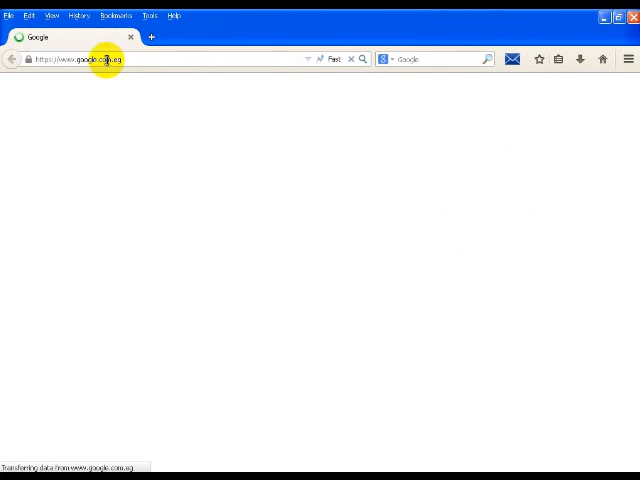 File Edit View History Bookmarks Tools Help
Google
https://www.google.com.eg Fast Google
Transferring data from www.google.com.eg